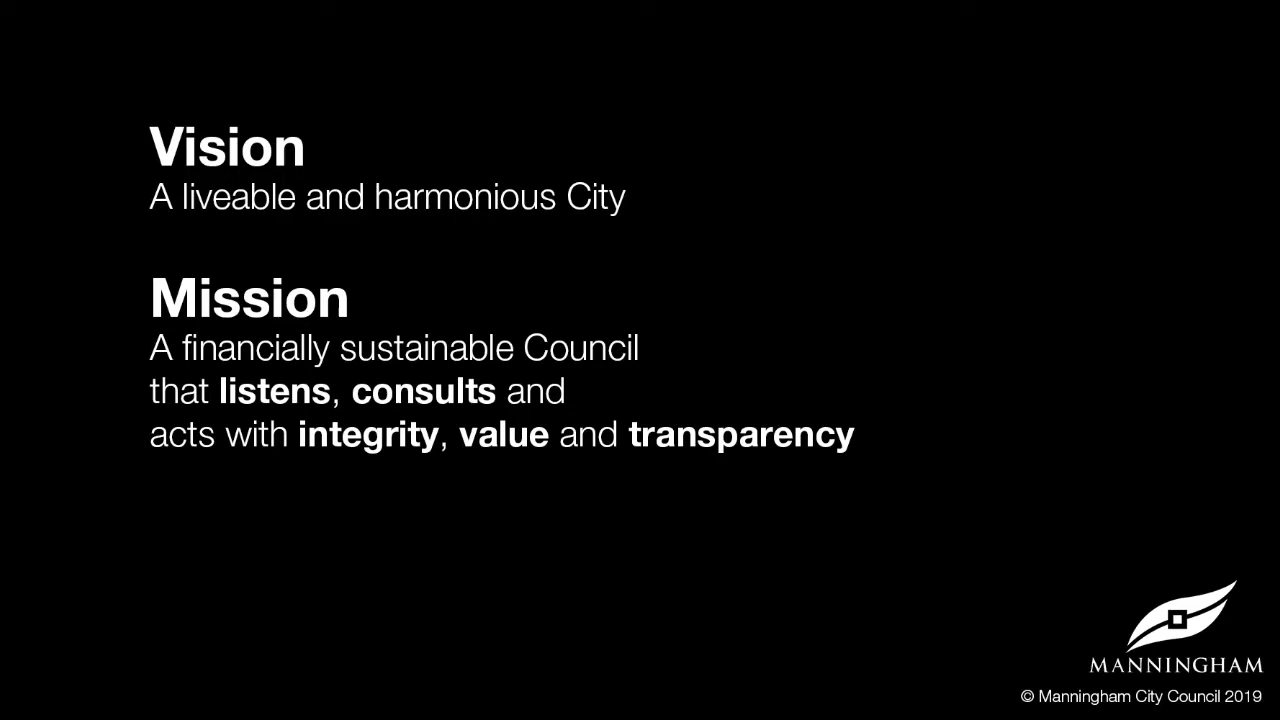 Vision
A liveable and harmonious City
Mission
A financially sustainable Council
that listens, consults and
acts with integrity, value and transparency
MANNINGHAM
© Manningham City Council 2019